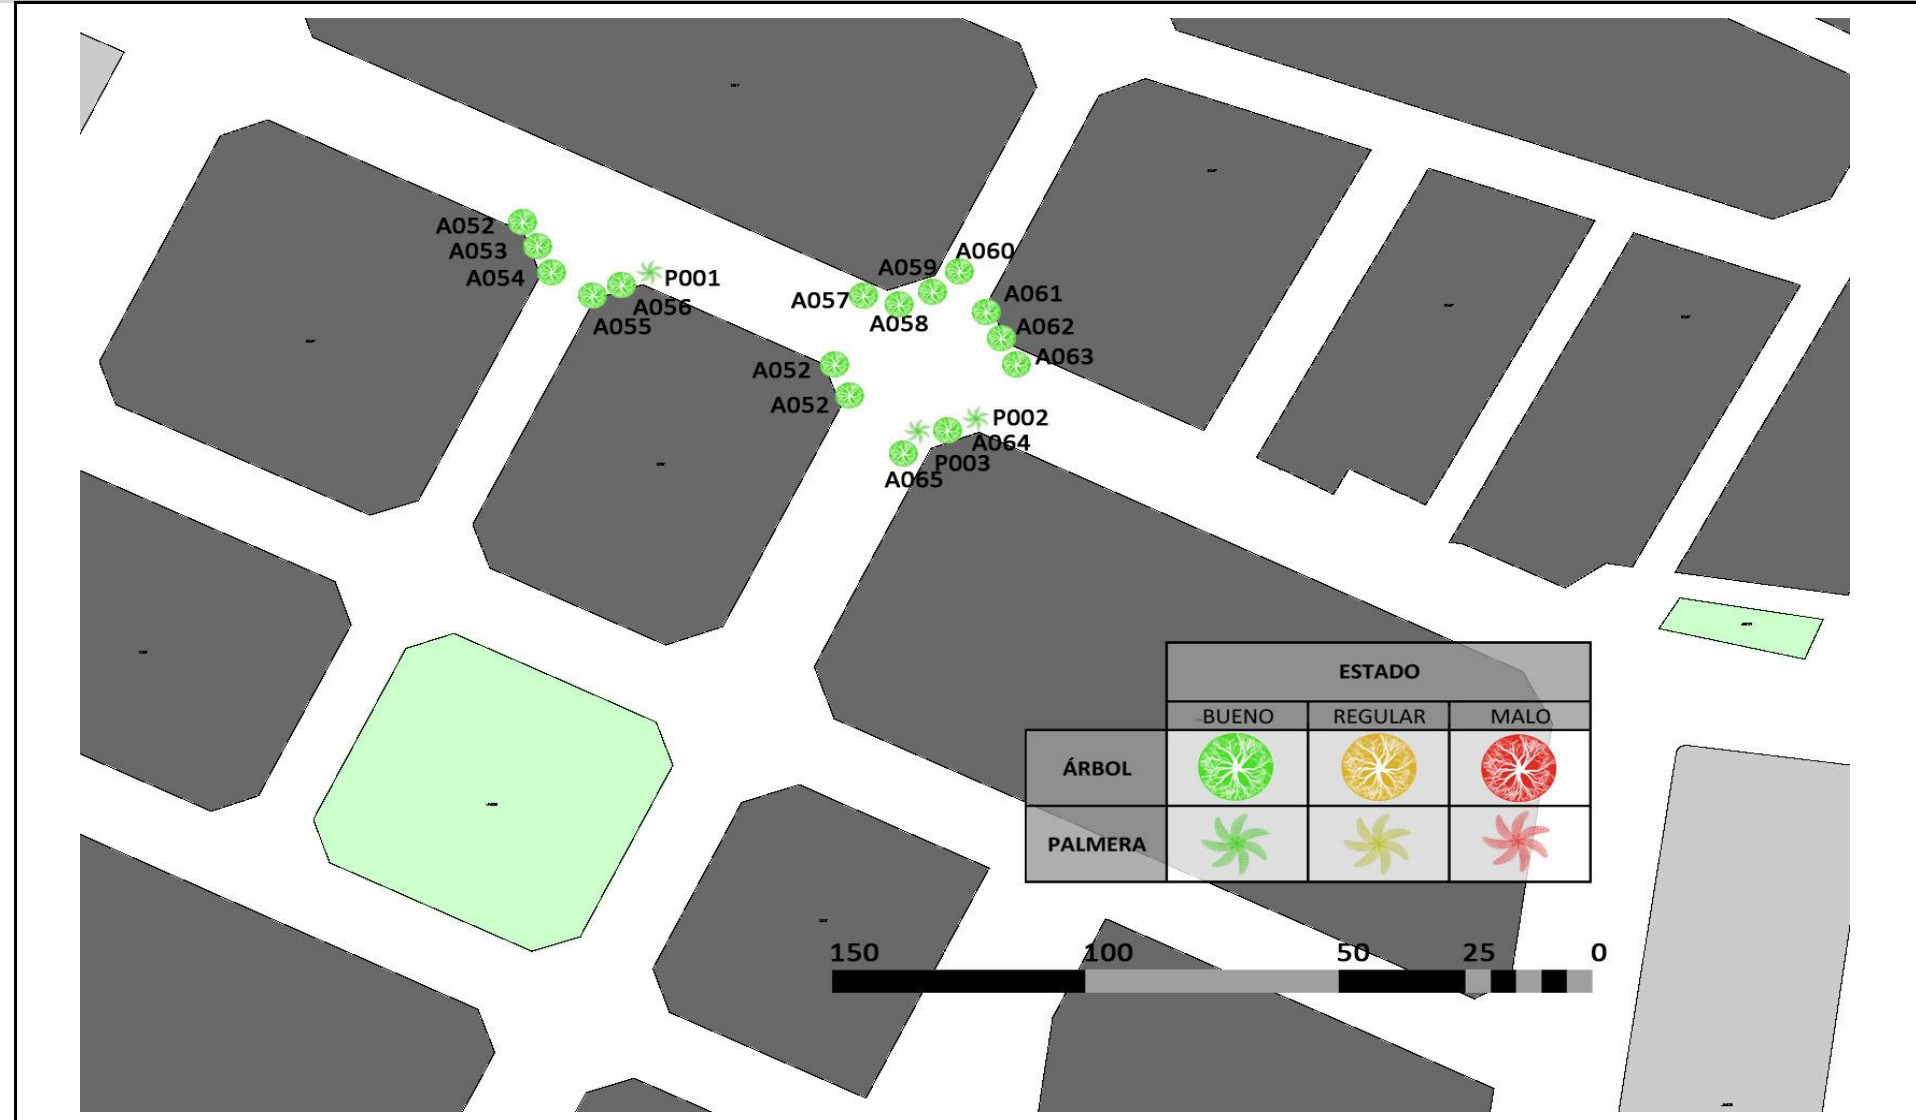 A052
A053
A054
P001
A056
A055
A060
A059
A057
A058
A061
A062
A063
A052
A052
P002
A064
P003
A065
ESTADO
BUENO REGULAR MALO
ÁRBOL
PALMERA
150 100 50 25 0